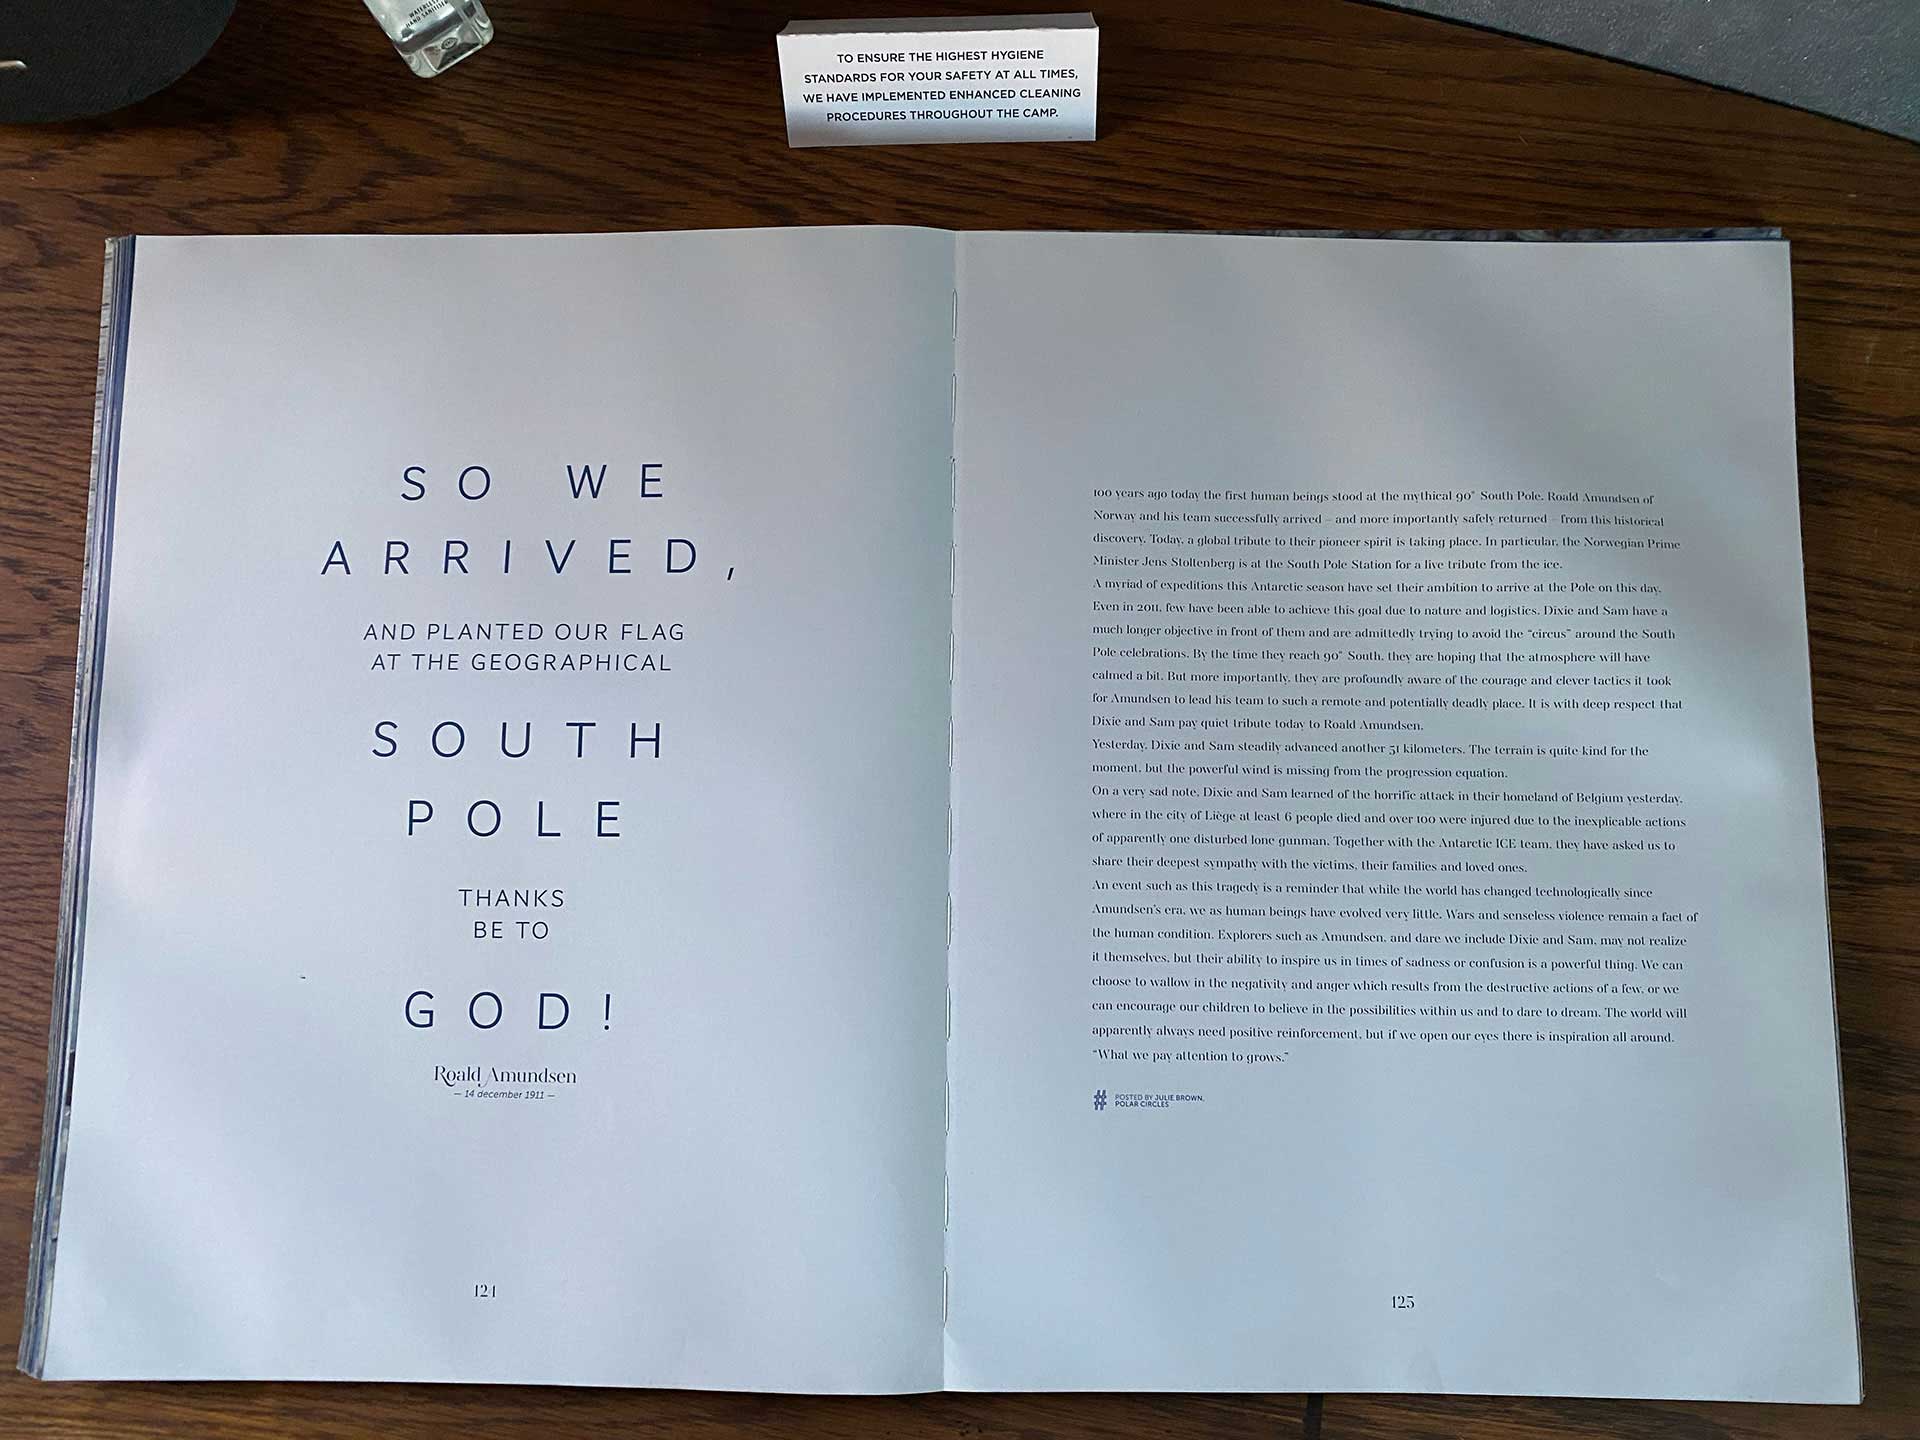 WATERLESS
HAND SANITISER
TO ENSURE THE HIGHEST HYGIENE
STANDARDS FOR YOUR SAFETY AT ALL TIMES,
WE HAVE IMPLEMENTED ENHANCED CLEANING
PROCEDURES THROUGHOUT THE CAMP.
SO WE
ARRIVED,
AND PLANTED OUR FLAG
AT THE GEOGRAPHICAL
SOUTH
POLE
THANKS
BE TO
GOD!
Roald Amundsen
— 14 december 1911 —
124
100 years ago today the first human beings stood at the mythical 90° South Pole. Roald Amundsen of
Norway and his team successfully arrived – and more importantly safely returned – from this historical
discovery. Today, a global tribute to their pioneer spirit is taking place. In particular, the Norwegian Prime
Minister Jens Stoltenberg is at the South Pole Station for a live tribute from the ice.
A myriad of expeditions this Antarctic season have set their ambition to arrive at the Pole on this day.
Even in 2011, few have been able to achieve this goal due to nature and logistics. Dixie and Sam have a
much longer objective in front of them and are admittedly trying to avoid the “circus” around the South
Pole celebrations. By the time they reach 90° South, they are hoping that the atmosphere will have
calmed a bit. But more importantly, they are profoundly aware of the courage and clever tactics it took
for Amundsen to lead his team to such a remote and potentially deadly place. It is with deep respect that
Dixie and Sam pay quiet tribute today to Roald Amundsen.
Yesterday, Dixie and Sam steadily advanced another 51 kilometers. The terrain is quite kind for the
moment, but the powerful wind is missing from the progression equation.
On a very sad note, Dixie and Sam learned of the horrific attack in their homeland of Belgium yesterday,
where in the city of Liège at least 6 people died and over 100 were injured due to the inexplicable actions
of apparently one disturbed lone gunman. Together with the Antarctic ICE team, they have asked us to
share their deepest sympathy with the victims, their families and loved ones.
An event such as this tragedy is a reminder that while the world has changed technologically since
Amundsen’s era, we as human beings have evolved very little. Wars and senseless violence remain a fact of
the human condition. Explorers such as Amundsen, and dare we include Dixie and Sam, may not realize
it themselves, but their ability to inspire us in times of sadness or confusion is a powerful thing. We can
choose to wallow in the negativity and anger which results from the destructive actions of a few, or we
can encourage our children to believe in the possibilities within us and to dare to dream. The world will
apparently always need positive reinforcement, but if we open our eyes there is inspiration all around.
“What we pay attention to grows.”
# POSTED BY JULIE BROWN,
POLAR CIRCLES
125